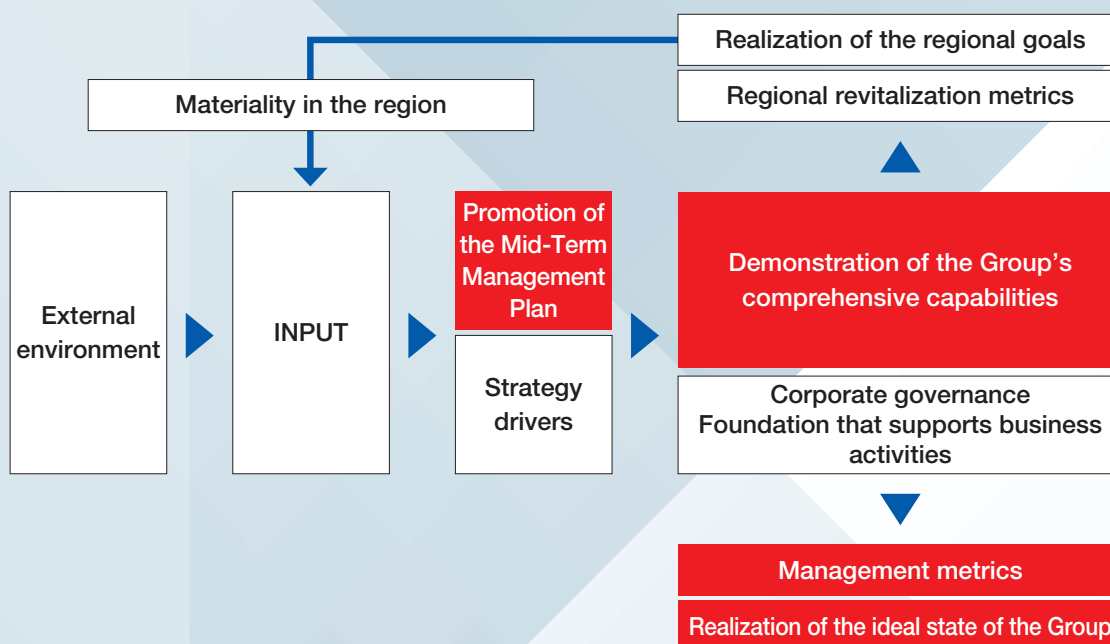 Realization of the regional goals
Regional revitalization metrics
Materiality in the region
External
environment
INPUT
Promotion of
the Mid-Term
Management
Plan
Strategy
drivers
Demonstration of the Group's
comprehensive capabilities
Corporate governance
Foundation that supports business
activities
Management metrics
Realization of the ideal state of the Group